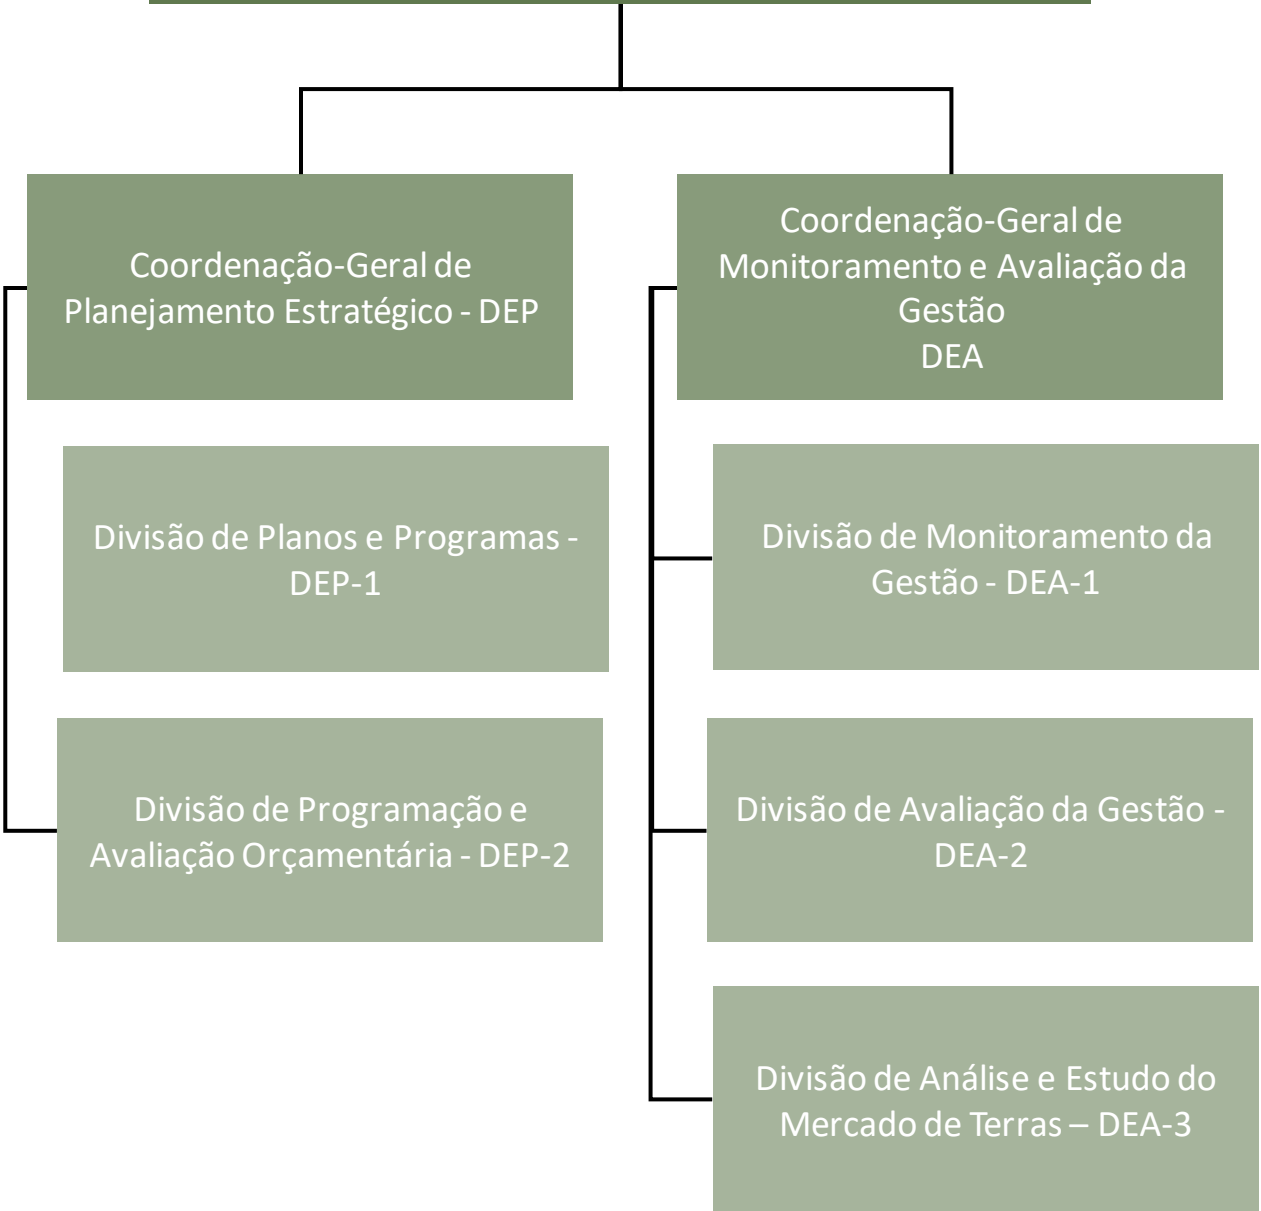 Coordenação-Geral de
Planejamento Estratégico - DEP
Coordenação-Geral de
Monitoramento e Avaliação da
Gestão
DEA
Divisão de Planos e Programas -
DEP-1
Divisão de Monitoramento da
Gestão - DEA-1
Divisão de Programação e
Avaliação Orçamentária - DEP-2
Divisão de Avaliação da Gestão -
DEA-2
Divisão de Análise e Estudo do
Mercado de Terras – DEA-3